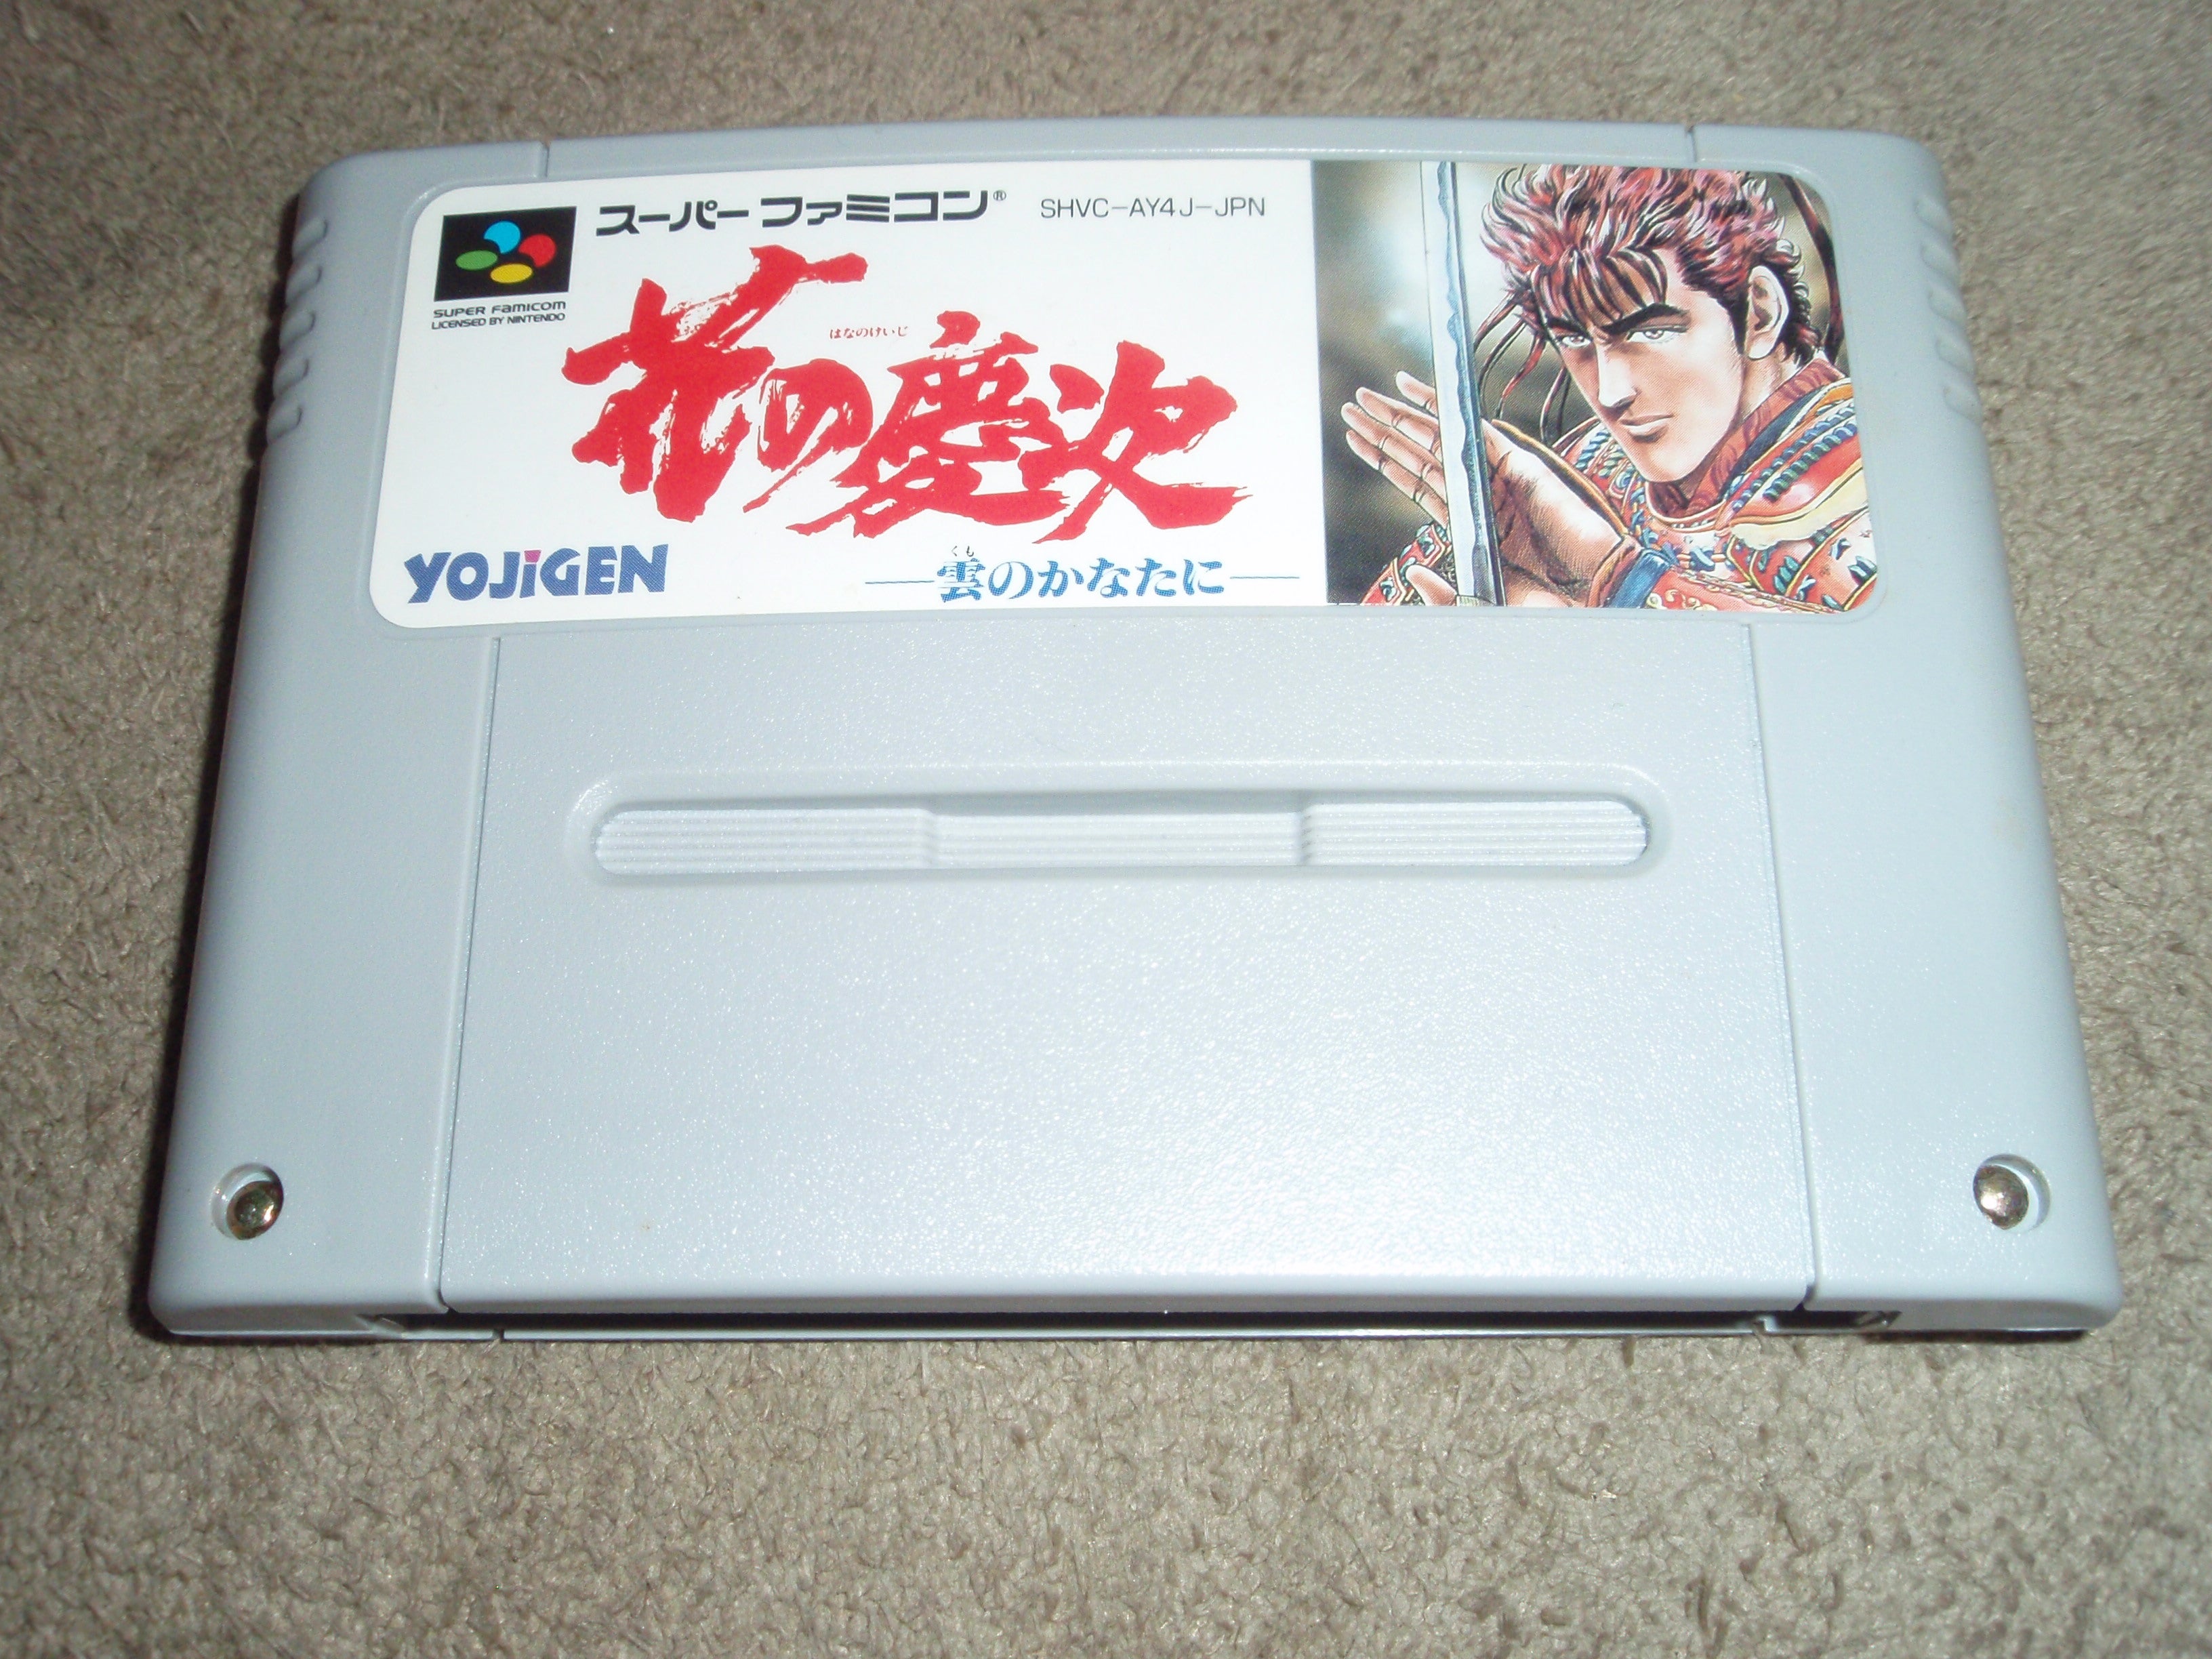 スーパーファミコン®
SHVC-AY4J-JPN
SUPER FAMICOM
LICENSED BY NINTENDO
はなのけいじ
花の慶次
くも
雲のかなたに
YOJIGEN